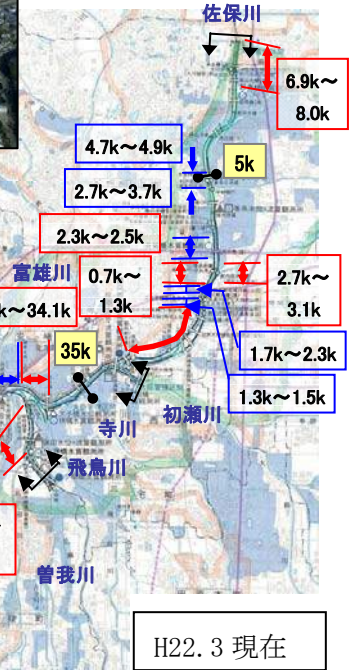 佐保川
6.9k～
8.0k
4.7k～4.9k
5k
2.7k～3.7k
2.3k～2.5k
富雄川
0.7k～
1.3k
2.7k～
3.1k
k～34.1k
1.7k～2.3k
35k
1.3k～1.5k
初瀬川
寺川
飛鳥川
曽我川
H22.3 現在